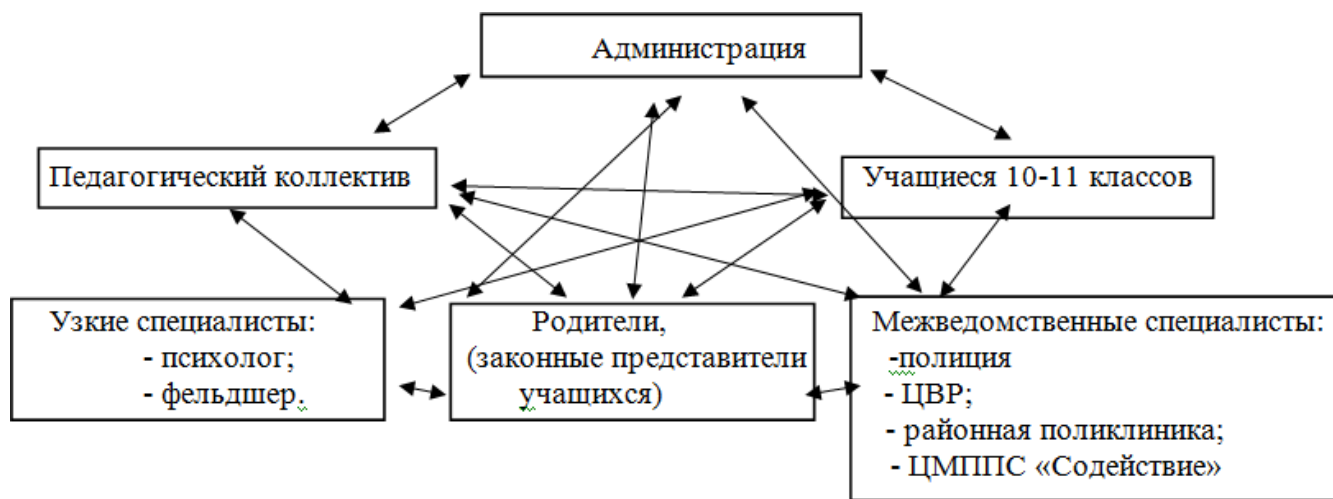 Администрация
Педагогический коллектив
Учащиеся 10-11 классов
Узкие специалисты:
- психолог;
- фельдшер.
Родители,
(законные представители
учащихся)
Межведомственные специалисты:
-полиция
- ЦВР;
- районная поликлиника;
- ЦМППС «Содействие»